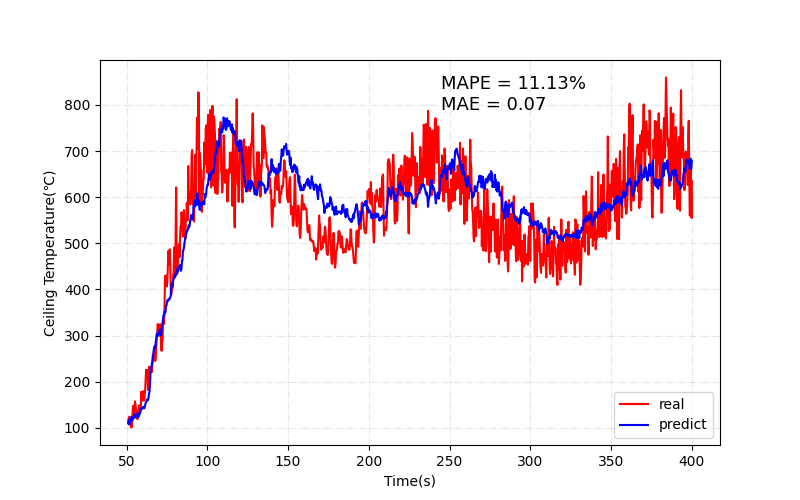 MAPE = 11.13%
MAE = 0.07
800
700
600
500
400
300
200
100
Ceiling Temperature(℃)
real
predict
50 100 150 200 250 300 350 400
Time(s)